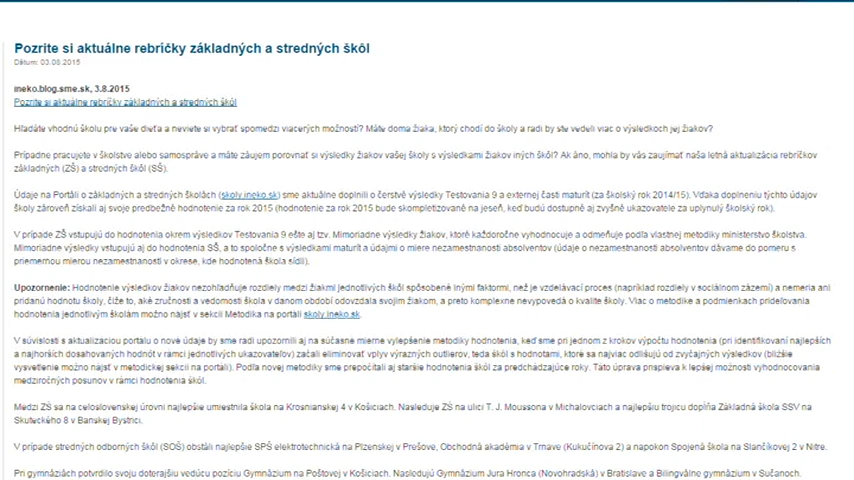 Pozrite si aktuálne rebríčky základných a stredných škôl
Dátum: 03.08.2015
ineko.blog.sme.sk, 3.8.2015
Pozrite si aktuálne rebríčky základných a stredných škôl
Hľadáte vhodnú školu pre vaše dieťa a neviete si vybrať spomedzi viacerých možností? Máte doma žiaka, ktorý chodí do školy a radi by ste vedeli viac o výsledkoch jej žiakov?
Prípadne pracujete v školstve alebo samospráve a máte záujem porovnať si výsledky žiakov vašej školy s výsledkami žiakov iných škôl? Ak áno, mohla by vás zaujímať naša letná aktualizácia rebríčkov
základných (ZŠ) a stredných škôl (SŠ).
Údaje na Portáli o základných a stredných školách (skoly.ineko.sk) sme aktuálne doplnili o čerstvé výsledky Testovania 9 a externej časti maturít (za školský rok 2014/15). Vďaka doplneniu týchto údajov
školy zároveň získali aj svoje predbežné hodnotenie za rok 2015 (hodnotenie za rok 2015 bude skompletizované na jeseň, keď budú dostupné aj zvyšné ukazovatele za uplynulý školský rok).
V prípade ZŠ vstupujú do hodnotenia okrem výsledkov Testovania 9 ešte aj tzv. Mimoriadne výsledky žiakov, ktoré každoročne vyhodnocuje a odmeňuje podľa vlastnej metodiky ministerstvo školstva.
Mimoriadne výsledky vstupujú aj do hodnotenia SŠ, a to spoločne s výsledkami maturít a údajmi o miere nezamestnanosti absolventov (údaje o nezamestnanosti absolventov dávame do pomeru s
priemernou mierou nezamestnanosti v okrese, kde hodnotená škola sídli).
Upozornenie: Hodnotenie výsledkov žiakov nezohľadňuje rozdiely medzi žiakmi jednotlivých škôl spôsobené inými faktormi, než je vzdelávací proces (napríklad rozdiely v sociálnom zázemí) a nemeria ani
pridanú hodnotu školy, čiže to, aké zručnosti a vedomosti škola v danom období odovzdala svojim žiakom, a preto komplexne nevypovedá o kvalite školy. Viac o metodike a podmienkach prideľovania
hodnotenia jednotlivým školám možno nájsť v sekcii Metodika na portáli skoly.ineko.sk.
V súvislosti s aktualizáciou portálu o nové údaje by sme radi upozornili aj na súčasné mierne vylepšenie metodiky hodnotenia, keď sme pri jednom z krokov výpočtu hodnotenia (pri identifikovaní najlepších
a najhorších dosahovaných hodnôt v rámci jednotlivých ukazovateľov) začali eliminovať vplyv výrazných outlierov, teda škôl s hodnotami, ktoré sa najviac odlišujú od zvyčajných výsledkov (bližšie
vysvetlenie možno nájsť v metodickej sekcii na portáli). Podľa novej metodiky sme prepočítali aj staršie hodnotenia škôl za predchádzajúce roky. Táto úprava prispieva k lepšej možnosti vyhodnocovania
medziročných posunov v rámci hodnotenia škôl.
Medzi ZŠ sa na celoslovenskej úrovni najlepšie umiestnila škola na Krosnianskej 4 v Košiciach. Nasleduje ZŠ na ulici T. J. Moussona v Michalovciach a najlepšiu trojicu dopĺňa Základná škola SSV na
Skuteckého 8 v Banskej Bystrici.
V prípade stredných odborných škôl (SOŠ) obstáli najlepšie SPŠ elektrotechnická na Plzenskej v Prešove, Obchodná akadémia v Trnave (Kukučínova 2) a napokon Spojená škola na Slančíkovej 2 v Nitre.
Pri gymnáziách potvrdilo svoju doterajšiu vedúcu pozíciu Gymnázium na Poštovej v Košiciach. Nasledujú Gymnázium Jura Hronca (Novohradská) v Bratislave a Bilingválne gymnázium v Sučanoch.